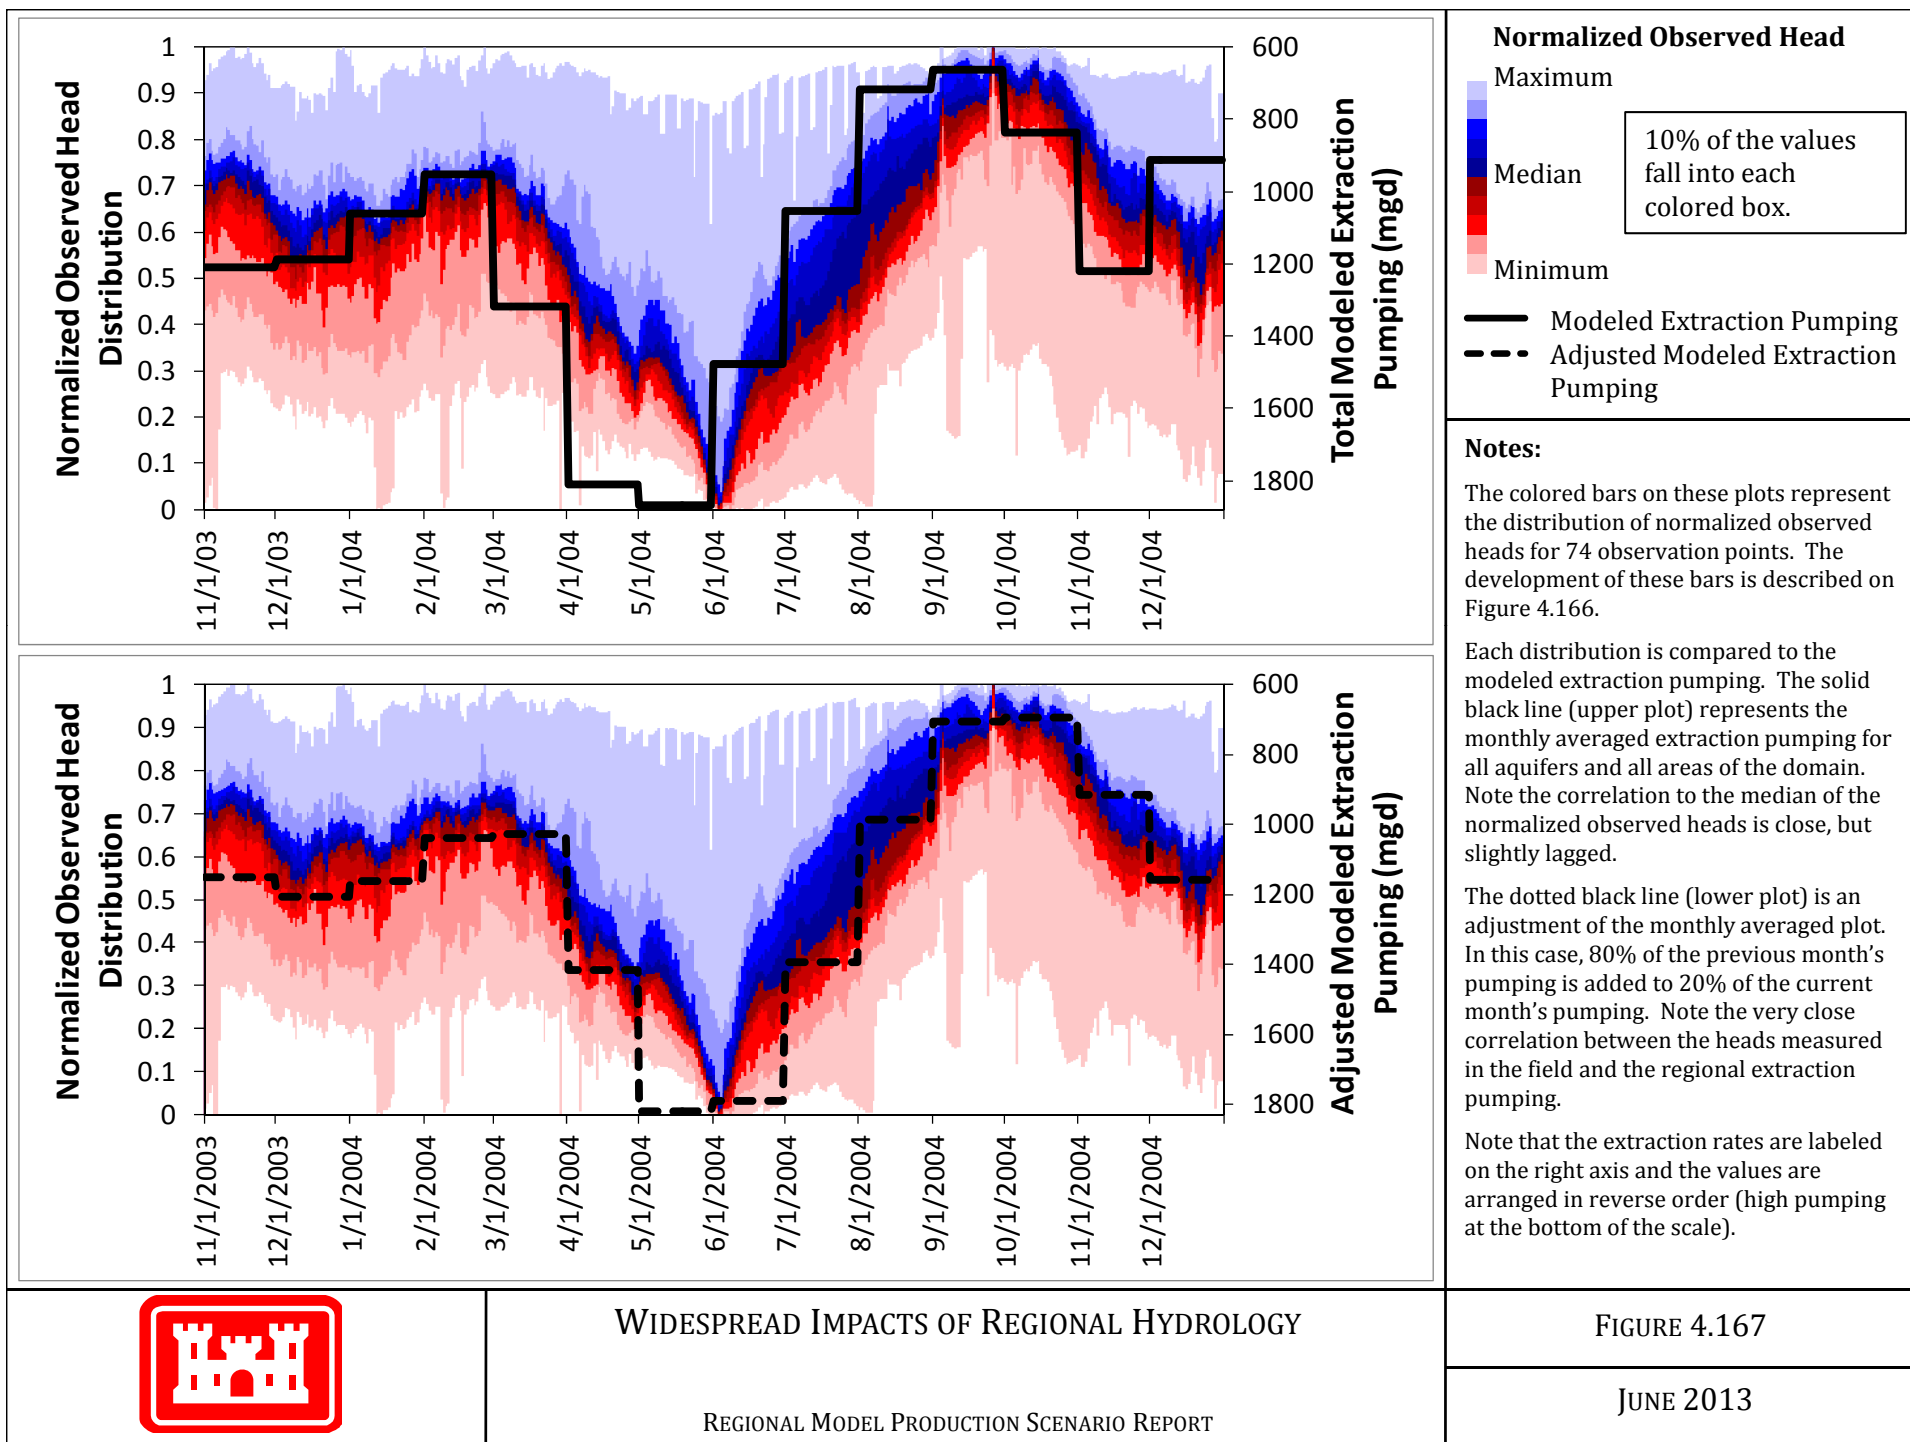 Normalized Observed Head
Distribution
1
0.9
0.8
0.7
0.6
0.5
0.4
0.3
0.2
0.1
0
600
800
1000
1200
1400
1600
1800
Total Modeled Extraction
Pumping (mgd)
11/1/03
12/1/03
1/1/04
2/1/04
3/1/04
4/1/04
5/1/04
6/1/04
7/1/04
8/1/04
9/1/04
10/1/04
11/1/04
12/1/04
Normalized Observed Head
Distribution
1
0.9
0.8
0.7
0.6
0.5
0.4
0.3
0.2
0.1
0
600
800
1000
1200
1400
1600
1800
Adjusted Modeled Extraction
Pumping (mgd)
11/1/2003
12/1/2003
1/1/2004
2/1/2004
3/1/2004
4/1/2004
5/1/2004
6/1/2004
7/1/2004
8/1/2004
9/1/2004
10/1/2004
11/1/2004
12/1/2004
Normalized Observed Head
Maximum
Median
Minimum
10% of the values
fall into each
colored box.
Modeled Extraction Pumping
Adjusted Modeled Extraction
Pumping
Notes:
The colored bars on these plots represent
the distribution of normalized observed
heads for 74 observation points. The
development of these bars is described on
Figure 4.166.
Each distribution is compared to the
modeled extraction pumping. The solid
black line (upper plot) represents the
monthly averaged extraction pumping for
all aquifers and all areas of the domain.
Note the correlation to the median of the
normalized observed heads is close, but
slightly lagged.
The dotted black line (lower plot) is an
adjustment of the monthly averaged plot.
In this case, 80% of the previous month's
pumping is added to 20% of the current
month's pumping. Note the very close
correlation between the heads measured
in the field and the regional extraction
pumping.
Note that the extraction rates are labeled
on the right axis and the values are
arranged in reverse order (high pumping
at the bottom of the scale).
WIDESPREAD IMPACTS OF REGIONAL HYDROLOGY
REGIONAL MODEL PRODUCTION SCENARIO REPORT
FIGURE 4.167
JUNE 2013